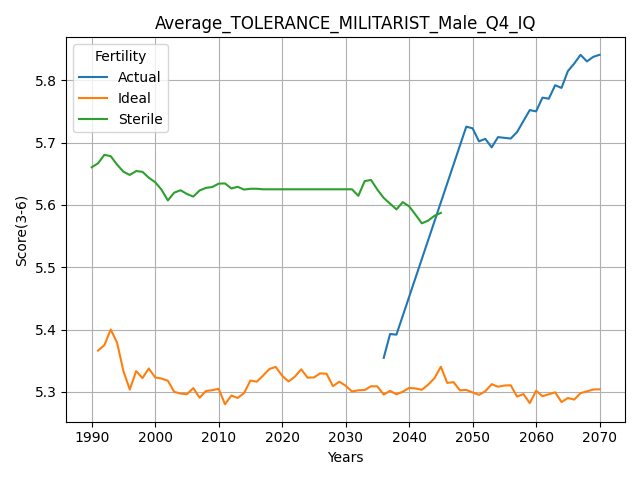 Average_TOLERANCE_MILITARIST_Male_Q4_IQ
Fertility
Actual
Ideal
Sterile
Score(3-6)
5.8
5.7
5.6
5.5
5.4
5.3
1990 2000 2010 2020 2030 2040 2050 2060 2070
Years